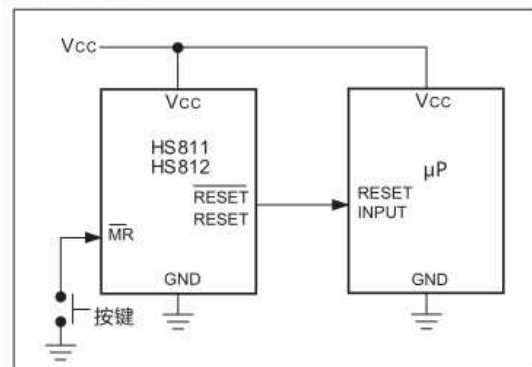 Vcc
Vcc
HS811
HS812
RESET
RESET
MR
GND
按键
Vcc
μP
RESET
INPUT
GND